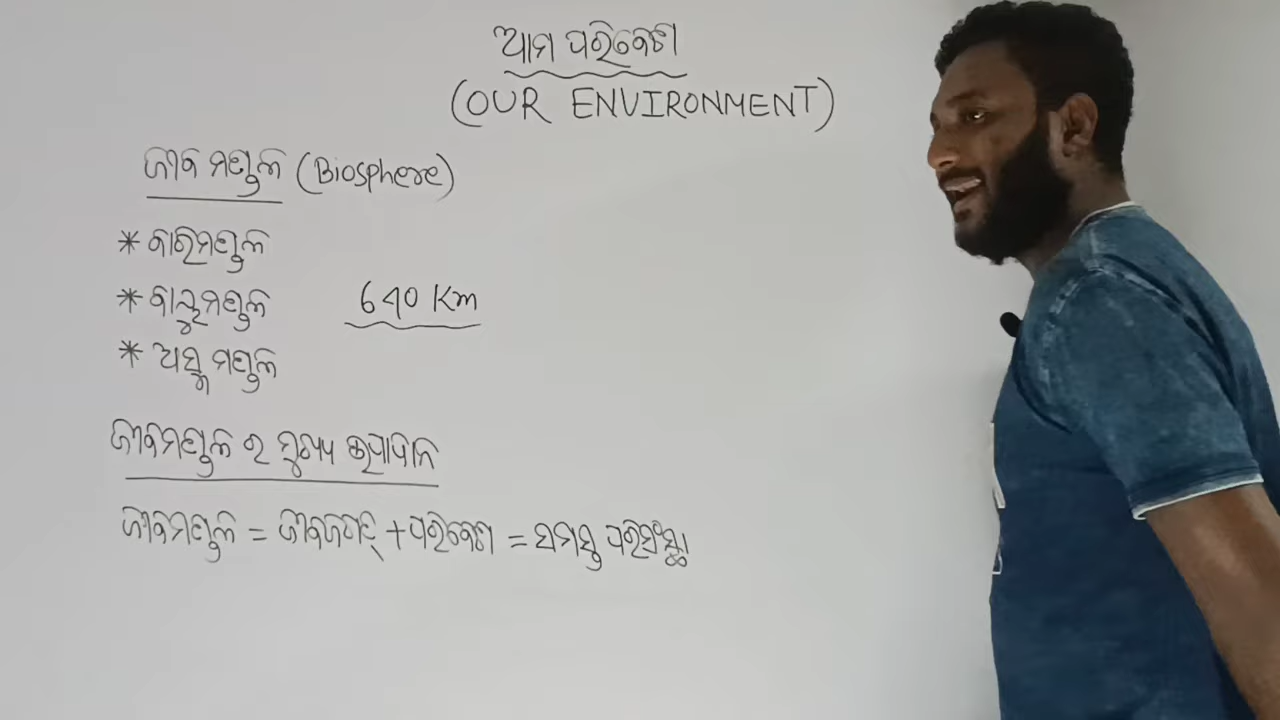 ଆମ ପରିବେଶ
(OUR ENVIRONMENT)
ଜୀବ ମଣ୍ଡଳ (Biosphere)
* ବାରିମଣ୍ଡଳ
* ବାୟୁମଣ୍ଡଳ 640 Km
* ଅଶ୍ମ ମଣ୍ଡଳ
ଜୀବମଣ୍ଡଳ ର ମୁଖ୍ୟ ଉପାଦାନ
ଜୀବମଣ୍ଡଳ = ଜୀବଜଗତ୍ + ପରିବେଶ = ସମସ୍ତ ପରିସଂସ୍ଥା